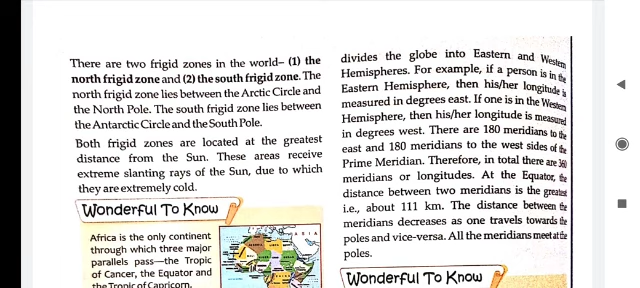 There are two frigid zones in the world– (1) the
north frigid zone and (2) the south frigid zone. The
north frigid zone lies between the Arctic Circle and
the North Pole. The south frigid zone lies between
the Antarctic Circle and the South Pole.
Both frigid zones are located at the greatest
distance from the Sun. These areas receive
extreme slanting rays of the Sun, due to which
they are extremely cold.
Wonderful To Know
Africa is the only continent
through which three major
parallels pass—the Tropic
of Cancer, the Equator and
the Tropic of Capricorn.
divides the globe into Eastern and Western
Hemispheres. For example, if a person is in the
Eastern Hemisphere, then his/her longitude is
measured in degrees east. If one is in the Western
Hemisphere, then his/her longitude is measured
in degrees west. There are 180 meridians to the
east and 180 meridians to the west sides of the
Prime Meridian. Therefore, in total there are 360
meridians or longitudes. At the Equator, the
distance between two meridians is the greatest
i.e., about 111 km. The distance between the
meridians decreases as one travels towards the
poles and vice-versa. All the meridians meet at the
poles.
Wonderful To Know